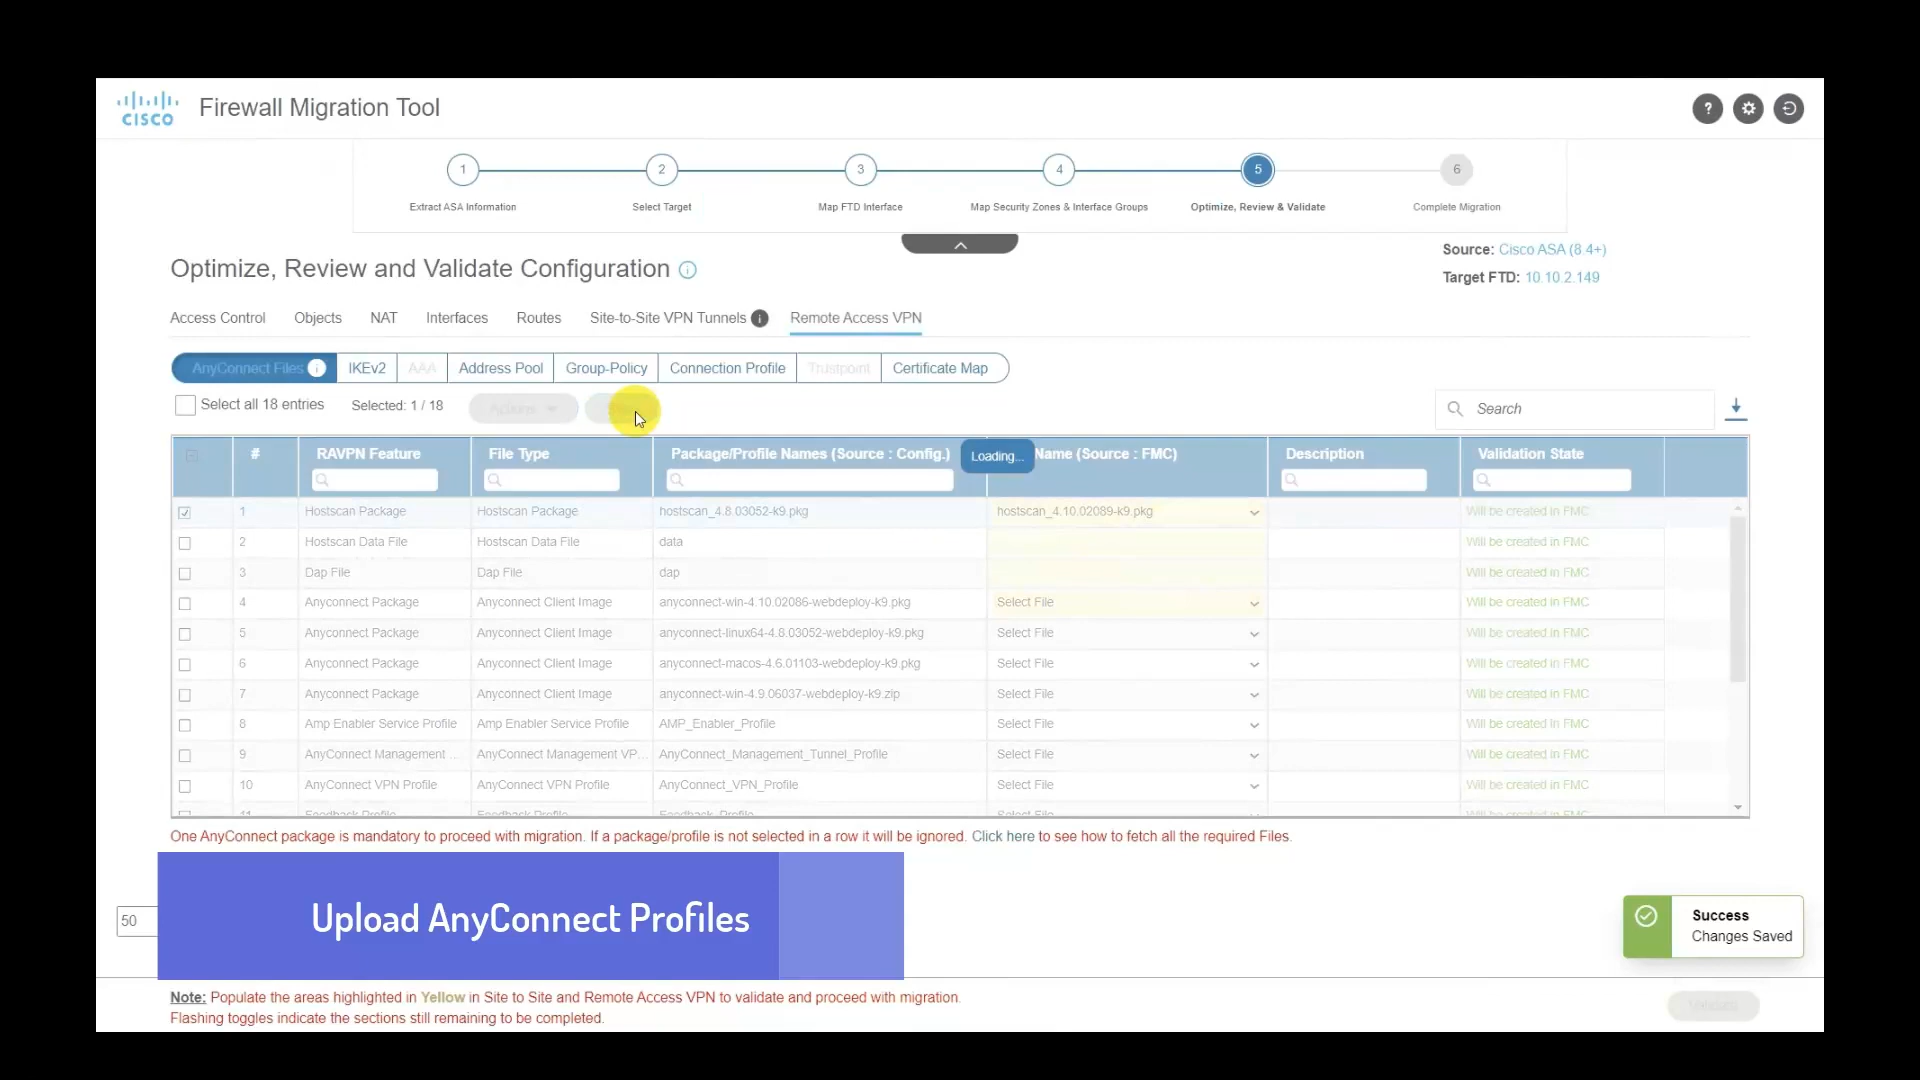 CISCO
Firewall Migration Tool
?
1
2
3
4
5
6
Extract ASA Information
Select Target
Map FTD Interface
Map Security Zones & Interface Groups
Optimize, Review & Validate
Complete Migration
Source: Cisco ASA (8.4+)
Target FTD: 10.10.2.149
Optimize, Review and Validate Configuration
Access Control Objects NAT Interfaces Routes Site-to-Site VPN Tunnels Remote Access VPN
AnyConnect Files IKEv2 AAA Address Pool Group-Policy Connection Profile Trustpoint Certificate Map
Select all 18 entries Selected: 1 / 18 Actions Search
# RAVPN Feature File Type Package/Profile Names (Source : Config.) Loading... Name (Source : FMC) Description Validation State
1 Hostscan Package Hostscan Package hostscan_4.8.03052-k9.pkg hostscan_4.10.02089-k9.pkg Will be created in FMC
2 Hostscan Data File Hostscan Data File data Will be created in FMC
3 Dap File Dap File dap Will be created in FMC
4 Anyconnect Package Anyconnect Client Image anyconnect-win-4.10.02086-webdeploy-k9.pkg Select File Will be created in FMC
5 Anyconnect Package Anyconnect Client Image anyconnect-linux64-4.8.03052-webdeploy-k9.pkg Select File Will be created in FMC
6 Anyconnect Package Anyconnect Client Image anyconnect-macos-4.6.01103-webdeploy-k9.pkg Select File Will be created in FMC
7 Anyconnect Package Anyconnect Client Image anyconnect-win-4.9.06037-webdeploy-k9.zip Select File Will be created in FMC
8 Amp Enabler Service Profile Amp Enabler Service Profile AMP_Enabler_Profile Select File Will be created in FMC
9 AnyConnect Management ... AnyConnect Management VP... AnyConnect_Management_Tunnel_Profile Select File Will be created in FMC
10 AnyConnect VPN Profile AnyConnect VPN Profile AnyConnect_VPN_Profile Select File Will be created in FMC
11 Feedback Profile Feedback Profile Feedback_Profile Select File Will be created in FMC
One AnyConnect package is mandatory to proceed with migration. If a package/profile is not selected in a row it will be ignored. Click here to see how to fetch all the required Files.
50
Upload AnyConnect Profiles
Success
Changes Saved
Note: Populate the areas highlighted in Yellow in Site to Site and Remote Access VPN to validate and proceed with migration.
Flashing toggles indicate the sections still remaining to be completed.
Validate